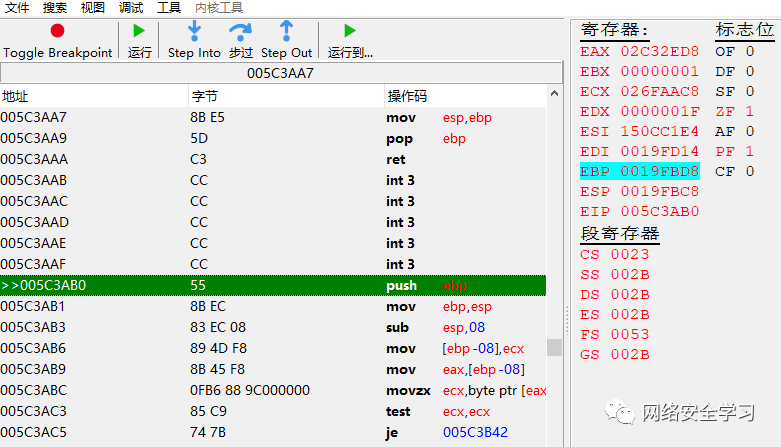 文件 搜索 视图 调试 工具 内核工具
Toggle Breakpoint 运行 Step Into 步过 Step Out 运行到...
005C3AA7
地址 字节 操作码
005C3AA7 8B E5 mov esp,ebp
005C3AA9 5D pop ebp
005C3AAA C3 ret
005C3AAB CC int 3
005C3AAC CC int 3
005C3AAD CC int 3
005C3AAE CC int 3
005C3AAF CC int 3
>>005C3AB0 55 push ebp
005C3AB1 8B EC mov ebp,esp
005C3AB3 83 EC 08 sub esp,08
005C3AB6 89 4D F8 mov [ebp-08],ecx
005C3AB9 8B 45 F8 mov eax,[ebp-08]
005C3ABC 0FB6 88 9C000000 movzx ecx,byte ptr [eax
005C3AC3 85 C9 test ecx,ecx
005C3AC5 74 7B je 005C3B42
寄存器: 标志位
EAX 02C32ED8 OF 0
EBX 00000001 DF 0
ECX 026FAAC8 SF 0
EDX 0000001F ZF 1
ESI 150CC1E4 AF 0
EDI 0019FD14 PF 1
EBP 0019FBD8 CF 0
ESP 0019FBC8
EIP 005C3AB0
段寄存器
CS 0023
SS 002B
DS 002B
ES 002B
FS 0053
GS 002B
网络安全学习